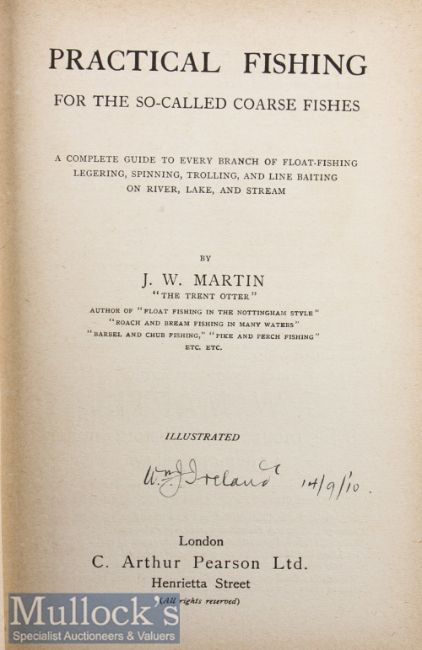 PRACTICAL FISHING
FOR THE SO-CALLED COARSE FISHES
A COMPLETE GUIDE TO EVERY BRANCH OF FLOAT-FISHING
LEGERING, SPINNING, TROLLING, AND LINE BAITING
ON RIVER, LAKE, AND STREAM
BY
J. W. MARTIN
"THE TRENT OTTER"
AUTHOR OF "FLOAT FISHING IN THE NOTTINGHAM STYLE"
"ROACH AND BREAM FISHING IN MANY WATERS"
"BARBEL AND CHUB FISHING," "PIKE AND PERCH FISHING"
ETC. ETC.
ILLUSTRATED
Wm J Ireland 14/9/10.
London
C. Arthur Pearson Ltd.
Henrietta Street
(All rights reserved)
Mullock's
Specialist Auctioneers & Valuers